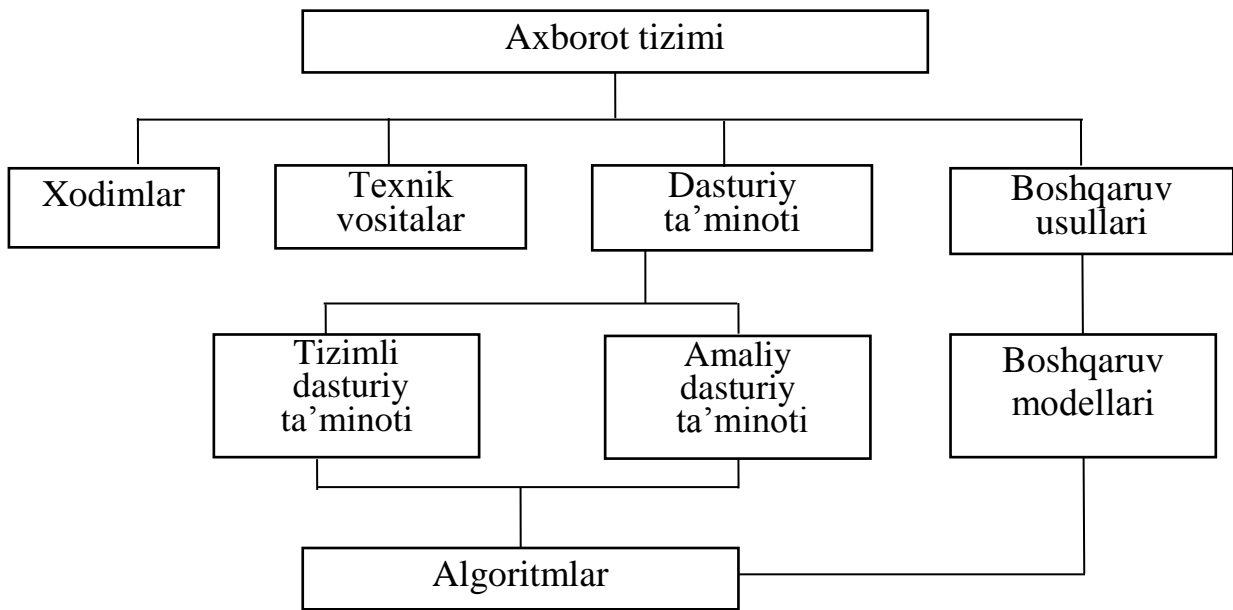 Axborot tizimi
Xodimlar
Texnik
vositalar
Dasturiy
ta’minoti
Boshqaruv
usullari
Tizimli
dasturiy
ta’minoti
Amaliy
dasturiy
ta’minoti
Boshqaruv
modellari
Algoritmlar